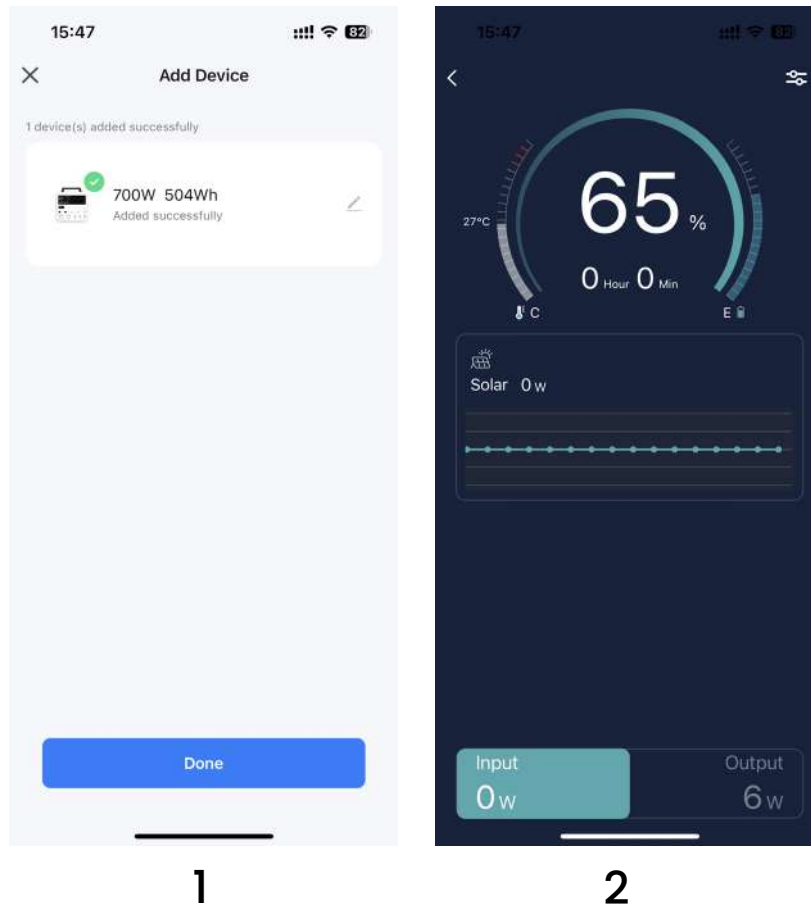 15:47
82
Add Device
1 device(s) added successfully
700W 504Wh
Added successfully
Done
1
15:47
82
65 %
27°C
0 Hour 0 Min
C
E
Solar 0 w
Input
Output
0 w
6 w
2